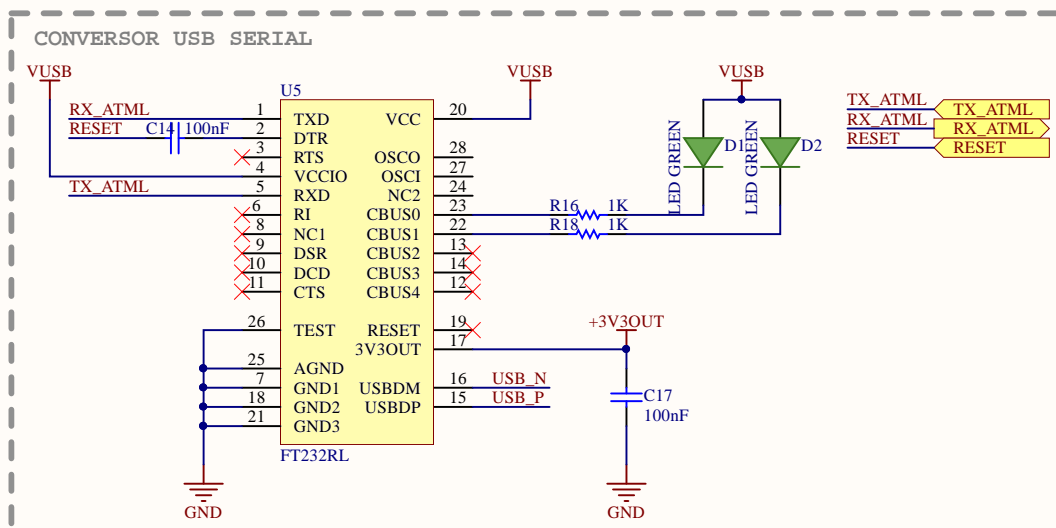 CONVERSOR USB SERIAL
VUSB
VUSB
VUSB
U5
RX_ATML
RESET
C14
100nF
TX_ATML
1 TXD
2 DTR
3 RTS
4 VCCIO
5 RXD
6 RI
8 NC1
9 DSR
10 DCD
11 CTS
26 TEST
25 AGND
7 GND1
18 GND2
21 GND3
VCC 20
OSCO 28
OSCI 27
NC2 24
CBUS0 23
CBUS1 22
CBUS2 13
CBUS3 14
CBUS4 12
RESET 19
3V3OUT 17
USBDM 16 USB_N
USBDP 15 USB_P
FT232RL
GND
R16 1K
R18 1K
LED GREEN
D1
LED GREEN
D2
+3V3OUT
C17
100nF
GND
TX_ATML TX_ATML
RX_ATML RX_ATML
RESET RESET